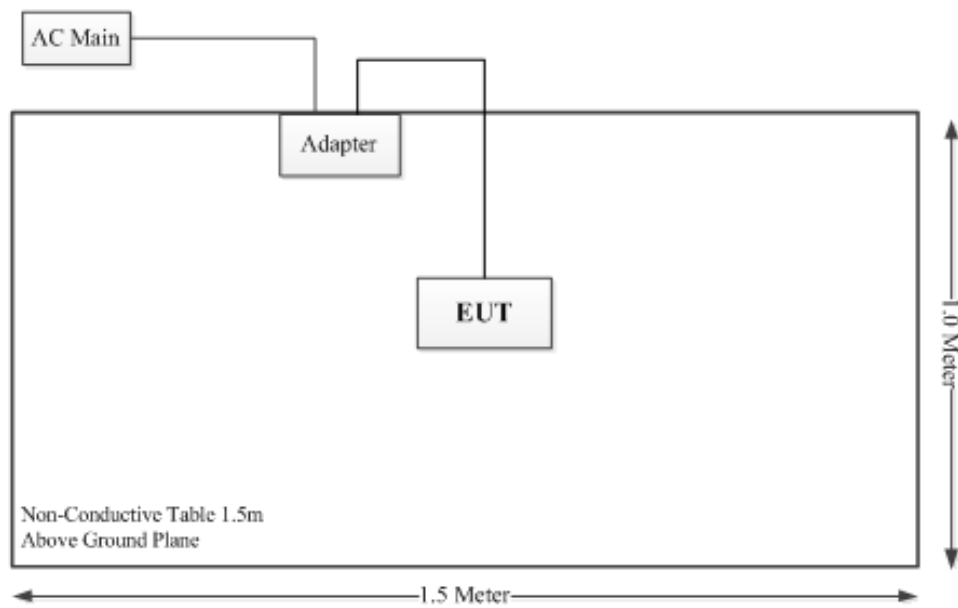 AC Main
Adapter
EUT
1.0 Meter
Non-Conductive Table 1.5m
Above Ground Plane
1.5 Meter